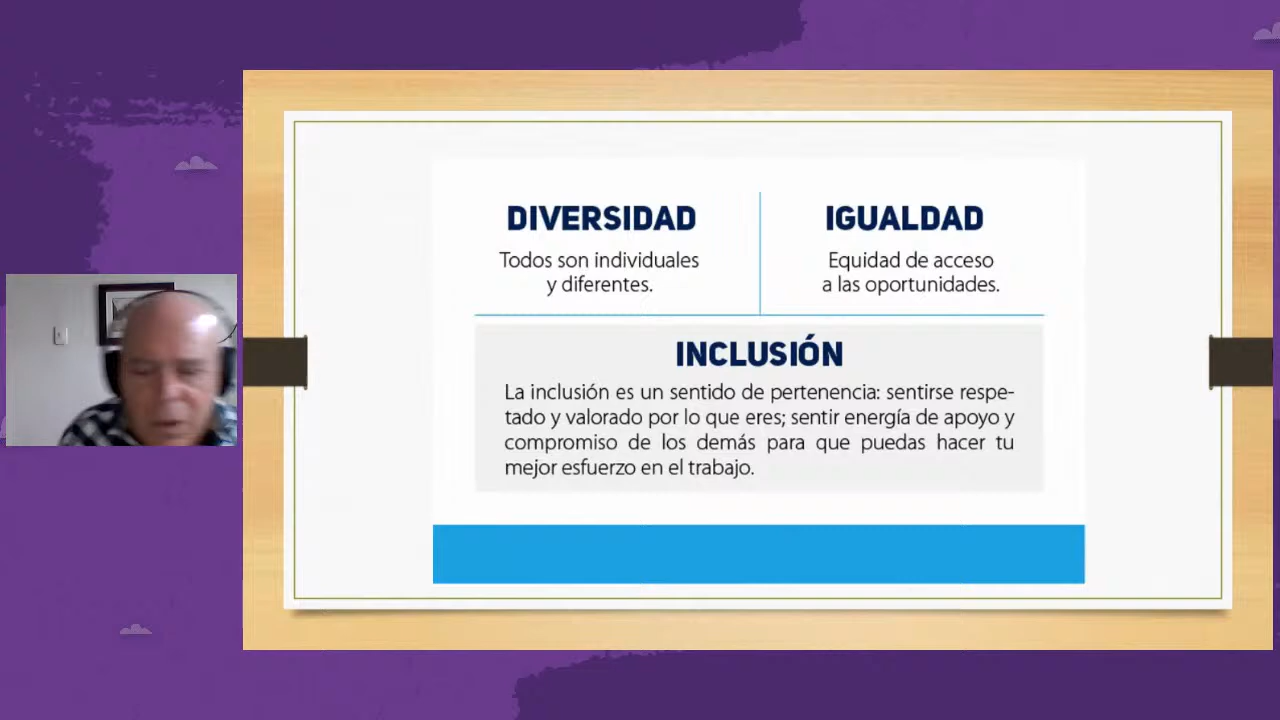 DIVERSIDAD
Todos son individuales
y diferentes.
IGUALDAD
Equidad de acceso
a las oportunidades.
INCLUSIÓN
La inclusión es un sentido de pertenencia: sentirse respe-
tado y valorado por lo que eres; sentir energía de apoyo y
compromiso de los demás para que puedas hacer tu
mejor esfuerzo en el trabajo.